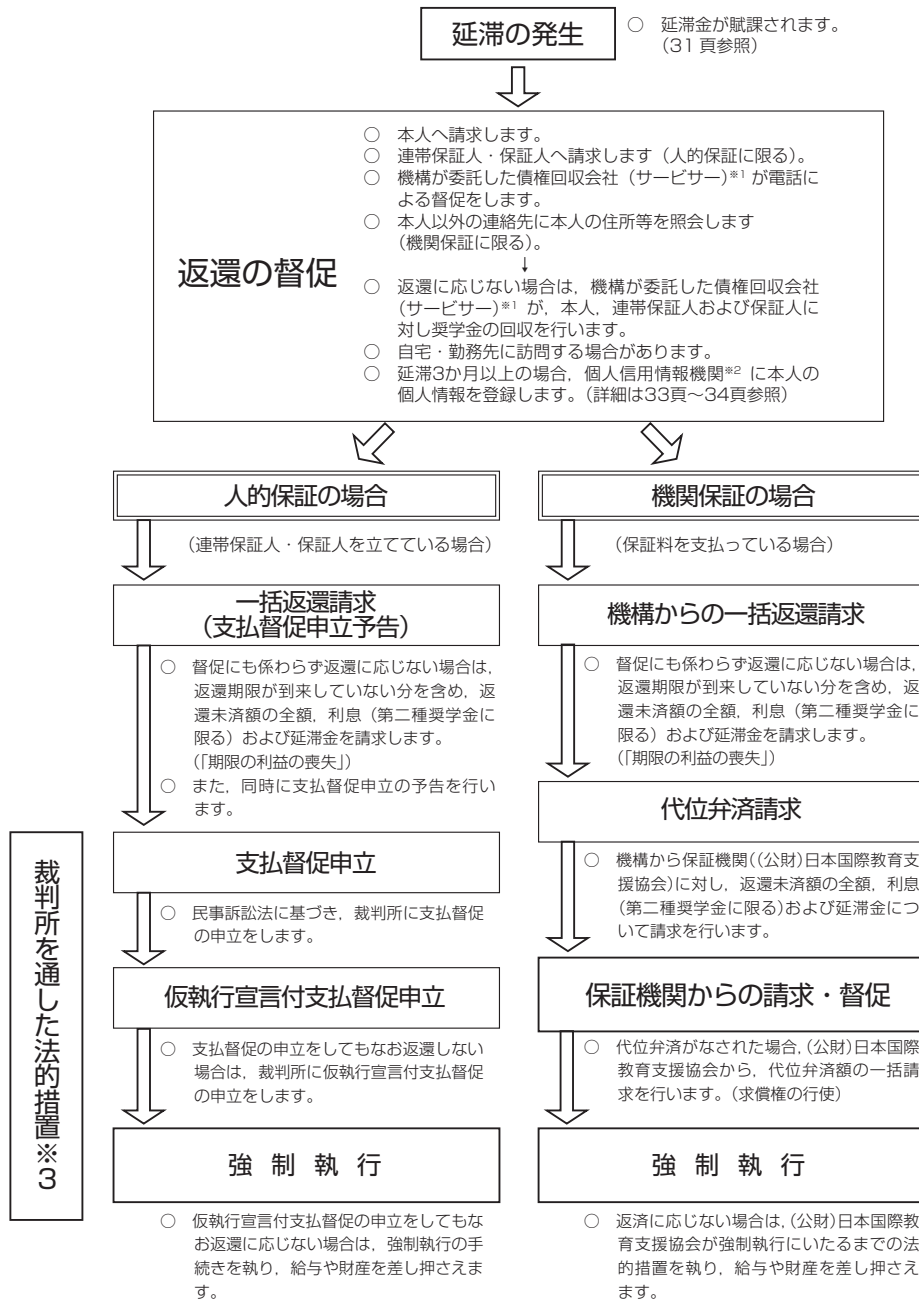 延滞の発生
○ 延滞金が賦課されます。
(31頁参照)
返還の督促
○ 本人へ請求します。
○ 連帯保証人・保証人へ請求します（人的保証に限る）。
○ 機構が委託した債権回収会社（サービサー）※1 が電話に
よる督促をします。
○ 本人以外の連絡先に本人の住所等を照会します
（機関保証に限る）。
↓
○ 返還に応じない場合は，機構が委託した債権回収会社
（サービサー）※1 が，本人，連帯保証人および保証人に
対し奨学金の回収を行います。
○ 自宅・勤務先に訪問する場合があります。
○ 延滞3か月以上の場合，個人信用情報機関※2 に本人の
個人情報を登録します。（詳細は33頁〜34頁参照）
人的保証の場合
（連帯保証人・保証人を立てている場合）
一括返還請求
（支払督促申立予告）
○ 督促にも係わらず返還に応じない場合は，
返還期限が到来していない分を含め，返
還未済額の全額，利息（第二種奨学金に
限る）および延滞金を請求します。
（「期限の利益の喪失」）
○ また，同時に支払督促申立の予告を行い
ます。
裁判所を通した法的措置※3
支払督促申立
○ 民事訴訟法に基づき，裁判所に支払督促
の申立をします。
仮執行宣言付支払督促申立
○ 支払督促の申立をしてもなお返還しない
場合は，裁判所に仮執行宣言付支払督促
の申立をします。
強制執行
○ 仮執行宣言付支払督促の申立をしてもな
お返還に応じない場合は，強制執行の手
続きを執り，給与や財産を差し押さえま
す。
機関保証の場合
（保証料を支払っている場合）
機構からの一括返還請求
○ 督促にも係わらず返還に応じない場合は，
返還期限が到来していない分を含め，返
還未済額の全額，利息（第二種奨学金に
限る）および延滞金を請求します。
（「期限の利益の喪失」）
代位弁済請求
○ 機構から保証機関((公財)日本国際教育支
援協会)に対し，返還未済額の全額，利息
（第二種奨学金に限る)および延滞金につ
いて請求を行います。
保証機関からの請求・督促
○ 代位弁済がなされた場合，(公財)日本国際
教育支援協会から，代位弁済額の一括請
求を行います。（求償権の行使）
強制執行
○ 返済に応じない場合は，(公財)日本国際教
育支援協会が強制執行にいたるまでの法
的措置を執り，給与や財産を差し押さえ
ます。